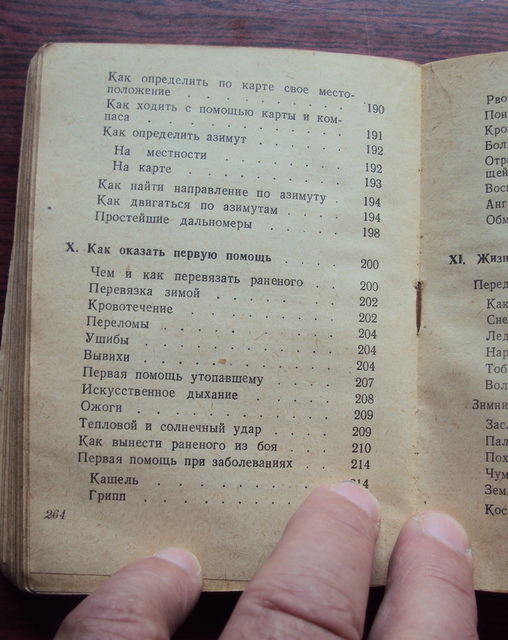 Как определить по карте свое место-
положение . . . . . . . . . 190
Как ходить с помощью карты и ком-
паса . . . . . . . . . . . 191
Как определить азимут . . . . . 192
На местности . . . . . . . 192
На карте . . . . . . . . . 193
Как найти направление по азимуту . 194
Как двигаться по азимутам . . . . 194
Простейшие дальномеры . . . . . 198
X. Как оказать первую помощь . . . . 200
Чем и как перевязать раненого . . . 200
Перевязка зимой . . . . . . . 202
Кровотечение . . . . . . . . 202
Переломы . . . . . . . . . 204
Ушибы . . . . . . . . . . 204
Вывихи . . . . . . . . . . 204
Первая помощь утопавшему . . . . 207
Искусственное дыхание . . . . . 208
Ожоги . . . . . . . . . . 209
Тепловой и солнечный удар . . . . 209
Как вынести раненого из боя . . . 210
Первая помощь при заболеваниях . . 214
Кашель . . . . . . . . . 214
Грипп . . . . . . . . .
264
XI.